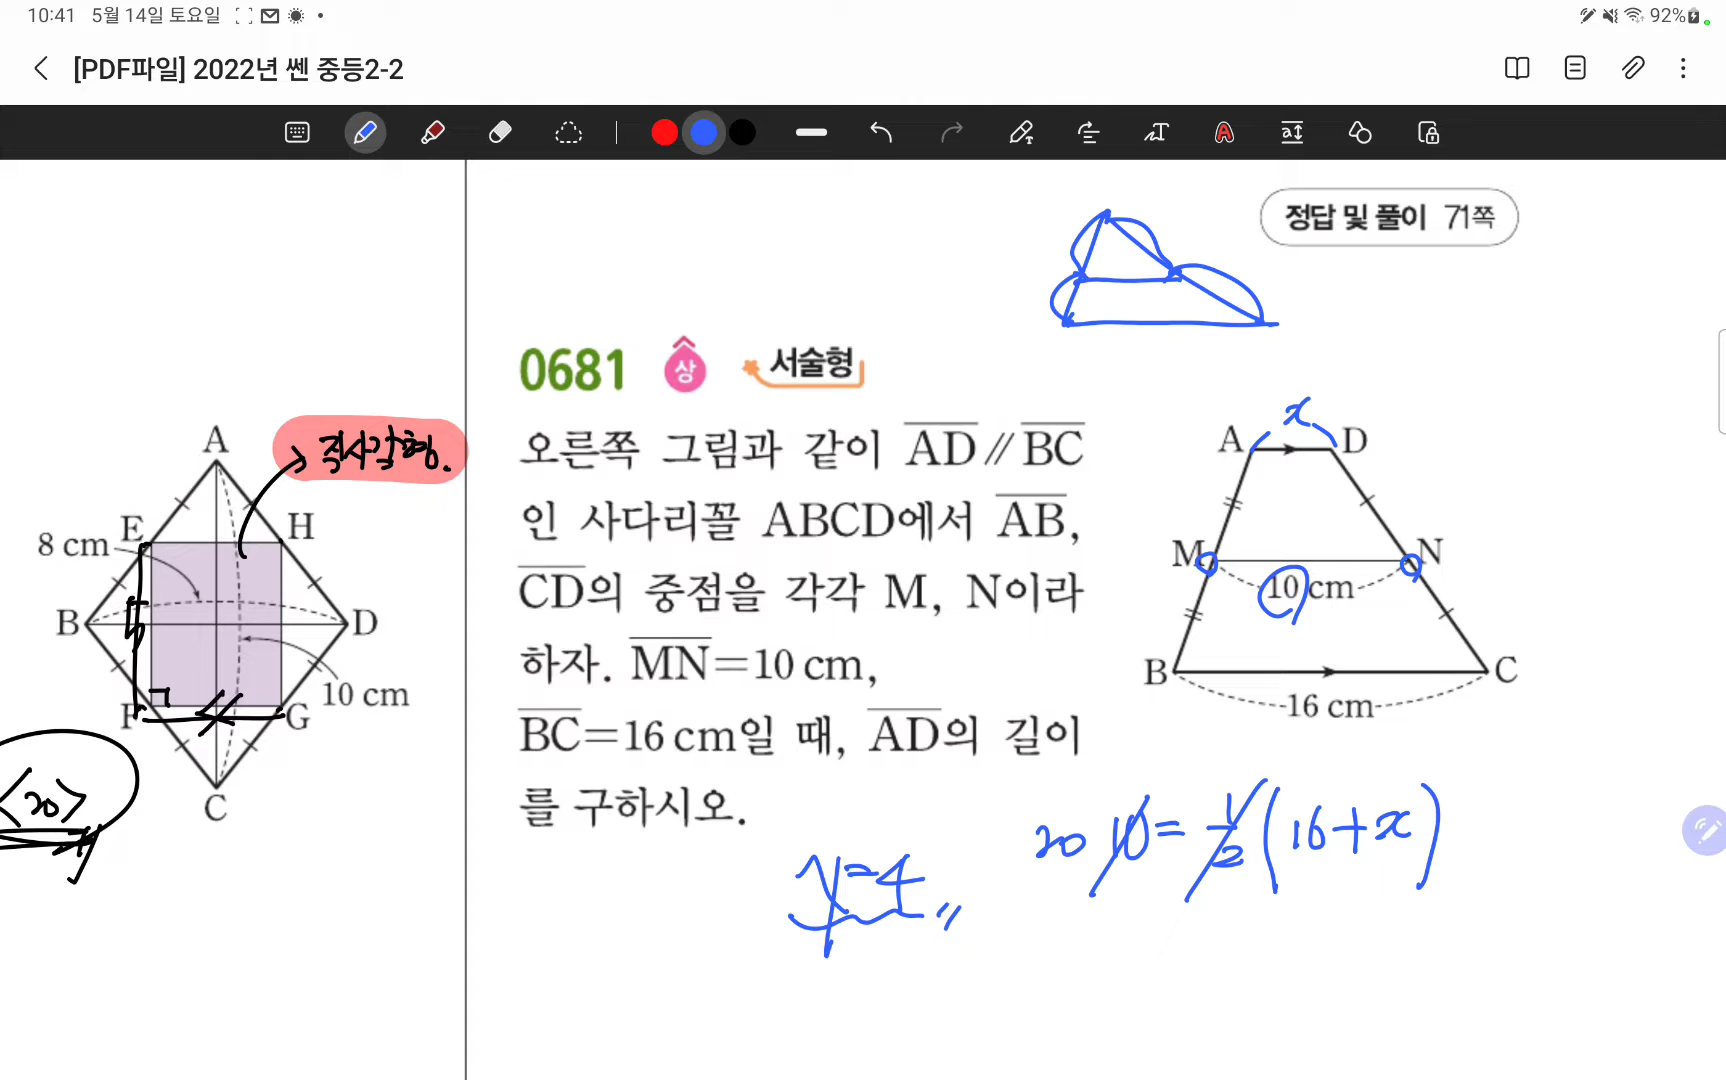 10:41 5월 14일 토요일
92%
[PDF파일] 2022년 쎈 중등2-2
정답 및 풀이 71쪽
0681 상 서술형
오른쪽 그림과 같이 AD∥BC
인 사다리꼴 ABCD에서 AB,
CD의 중점을 각각 M, N이라
하자. MN=10 cm,
BC=16 cm일 때, AD의 길이
를 구하시오.
x
A D
M N
10 cm
B C
16 cm
20 10=1/2(16+x)
x=4
직사각형.
A
E H
8 cm
B D
10 cm
F G
C
20